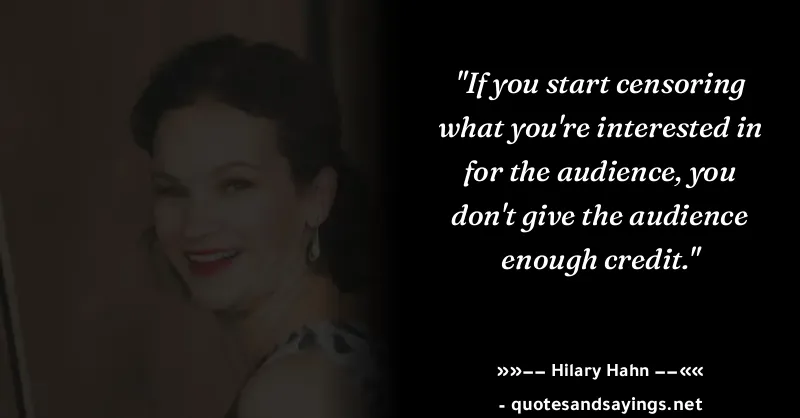 "If you start censoring
what you're interested in
for the audience, you
don't give the audience
enough credit."
»»−− Hilary Hahn −−««
- quotesandsayings.net